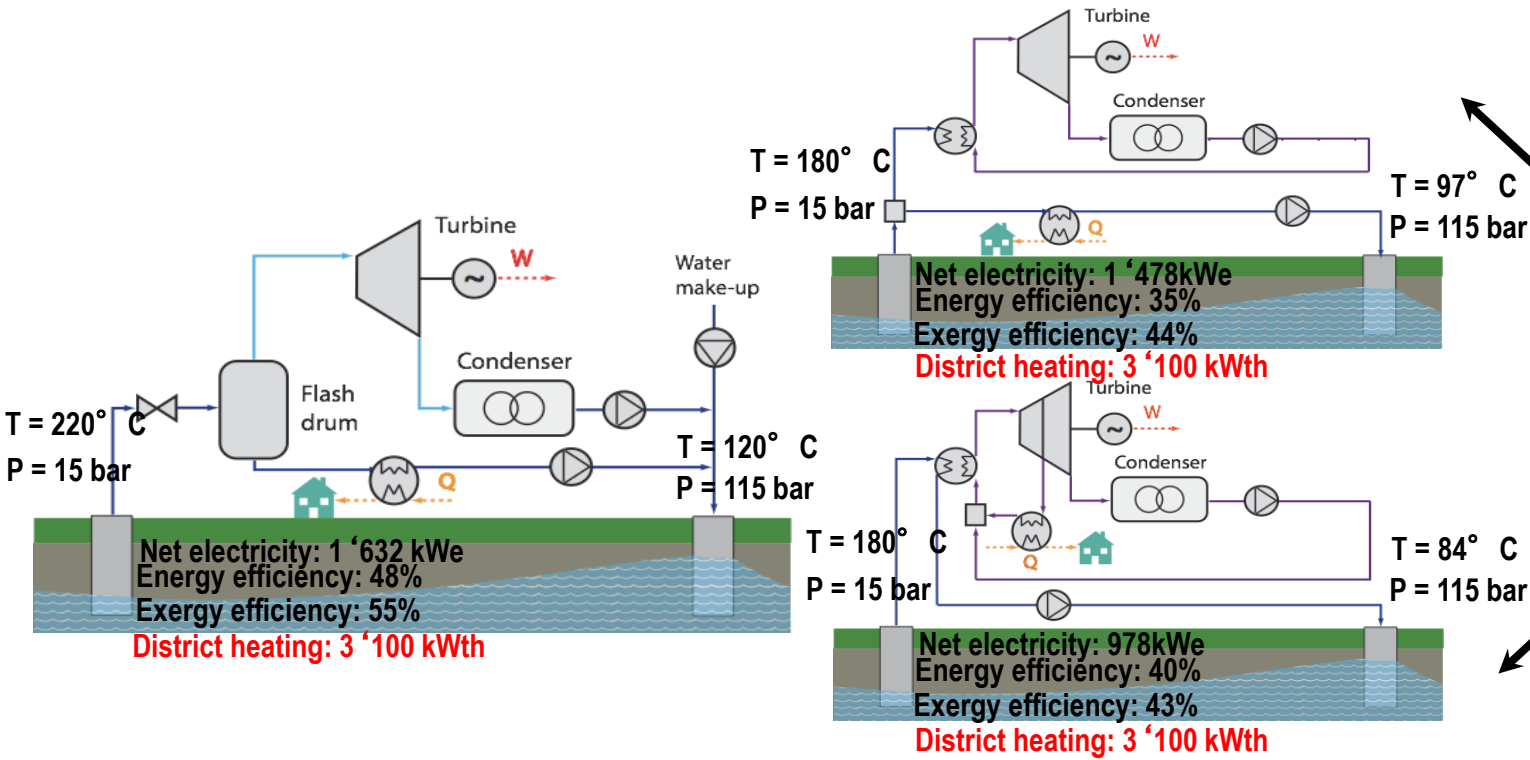 Turbine
W
Water
make-up
Condenser
Flash
drum
T = 220° C
P = 15 bar
T = 120° C
P = 115 bar
Q
Net electricity: 1 ‘632 kWe
Energy efficiency: 48%
Exergy efficiency: 55%
District heating: 3 ‘100 kWth
Turbine
W
Condenser
T = 180° C
P = 15 bar
T = 97° C
P = 115 bar
Q
Net electricity: 1 ‘478kWe
Energy efficiency: 35%
Exergy efficiency: 44%
District heating: 3 ‘100 kWth
Turbine
W
Condenser
T = 180° C
P = 15 bar
Q
T = 84° C
P = 115 bar
Net electricity: 978kWe
Energy efficiency: 40%
Exergy efficiency: 43%
District heating: 3 ‘100 kWth